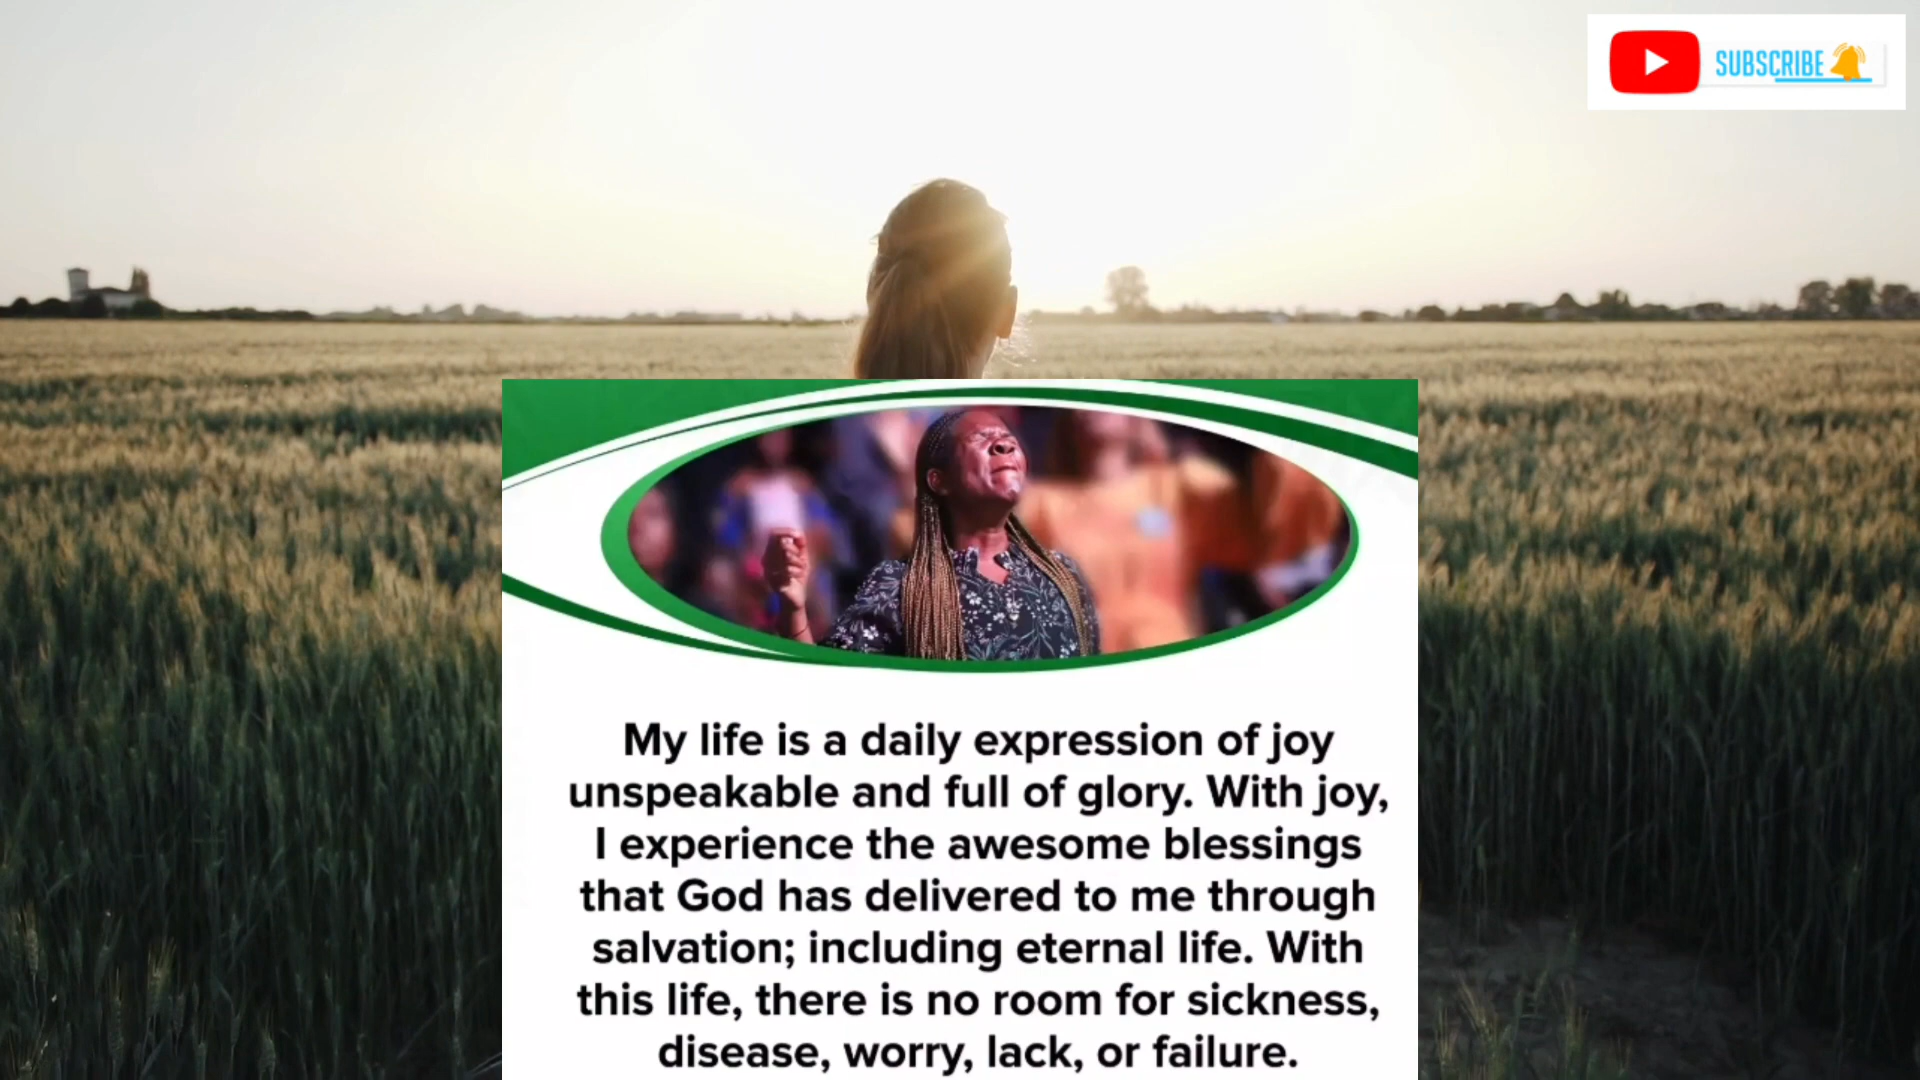 SUBSCRIBE
My life is a daily expression of joy
unspeakable and full of glory. With joy,
I experience the awesome blessings
that God has delivered to me through
salvation; including eternal life. With
this life, there is no room for sickness,
disease, worry, lack, or failure.